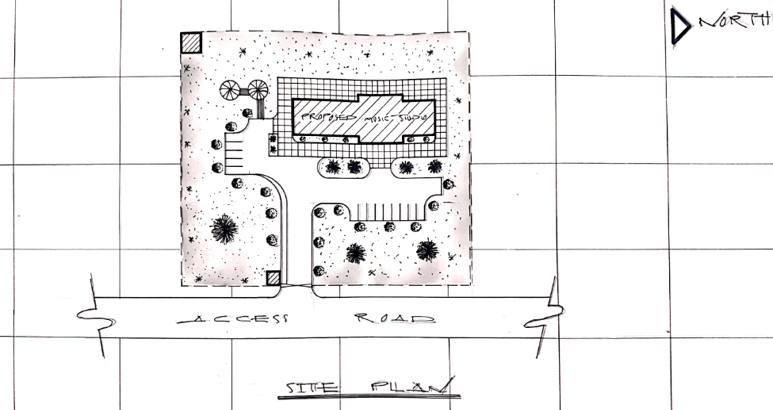 NORTH
PROPOSED MUSIC-STUDIO
ACCESS ROAD
SITE PLAN